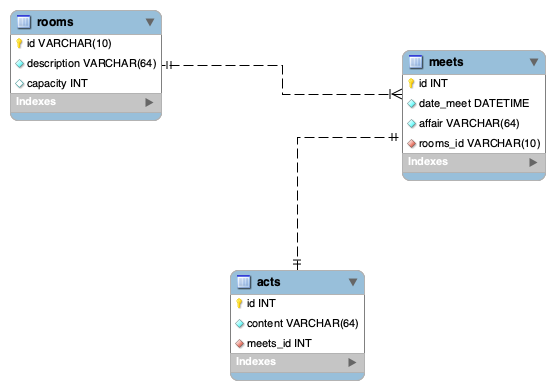 rooms
id VARCHAR(10)
description VARCHAR(64)
capacity INT
Indexes
meets
id INT
date_meet DATETIME
affair VARCHAR(64)
rooms_id VARCHAR(10)
Indexes
acts
id INT
content VARCHAR(64)
meets_id INT
Indexes